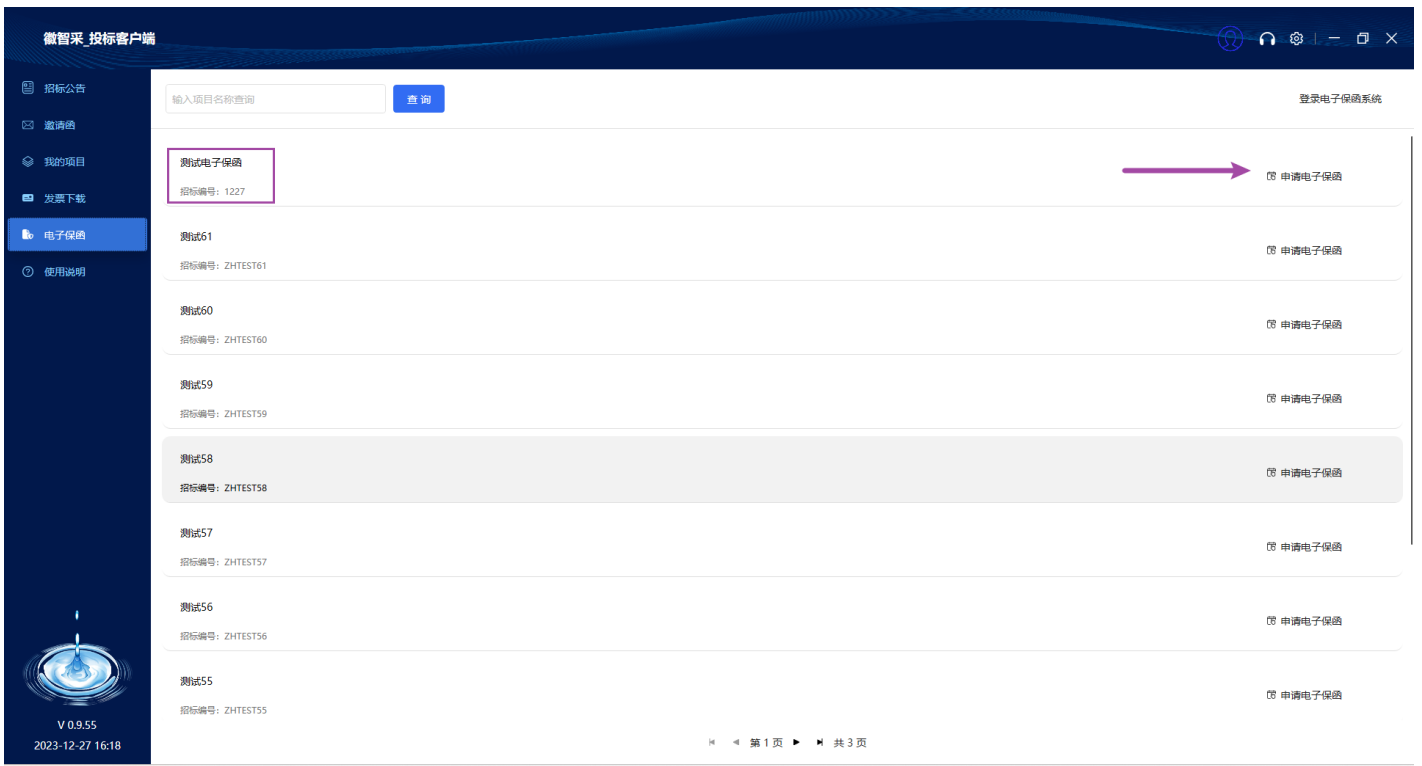 徽智采_投标客户端
招标公告
邀请函
我的项目
发票下载
电子保函
使用说明
V 0.9.55
2023-12-27 16:18
输入项目名称查询
查 询
登录电子保函系统
测试电子保函
招标编号：1227
申请电子保函
测试61
招标编号：ZHTEST61
申请电子保函
测试60
招标编号：ZHTEST60
申请电子保函
测试59
招标编号：ZHTEST59
申请电子保函
测试58
招标编号：ZHTEST58
申请电子保函
测试57
招标编号：ZHTEST57
申请电子保函
测试56
招标编号：ZHTEST56
申请电子保函
测试55
招标编号：ZHTEST55
申请电子保函
第 1 页 共 3 页